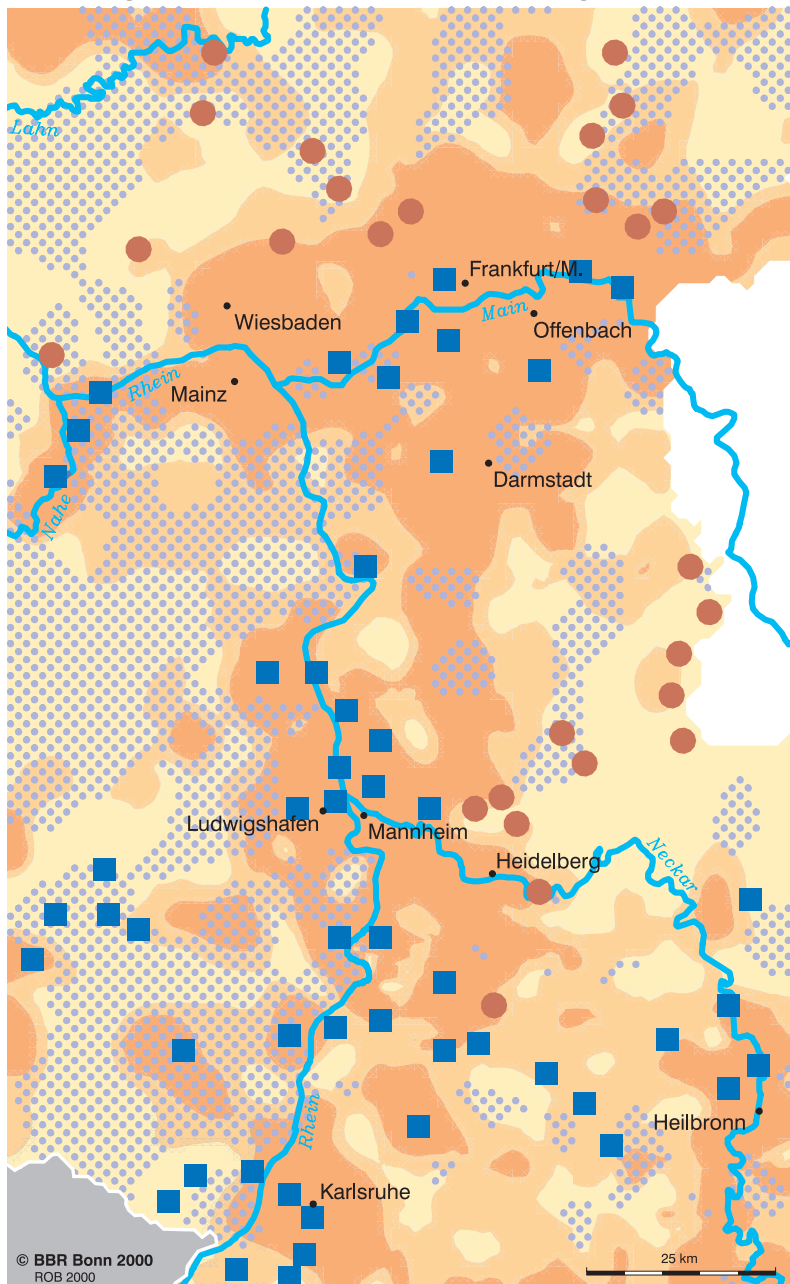 Lahn
Frankfurt/M.
Main
Wiesbaden
Offenbach
Rhein
Mainz
Darmstadt
Nahe
Ludwigshafen
Mannheim
Heidelberg
Neckar
Heilbronn
Rhein
Karlsruhe
© BBR Bonn 2000
ROB 2000
25 km